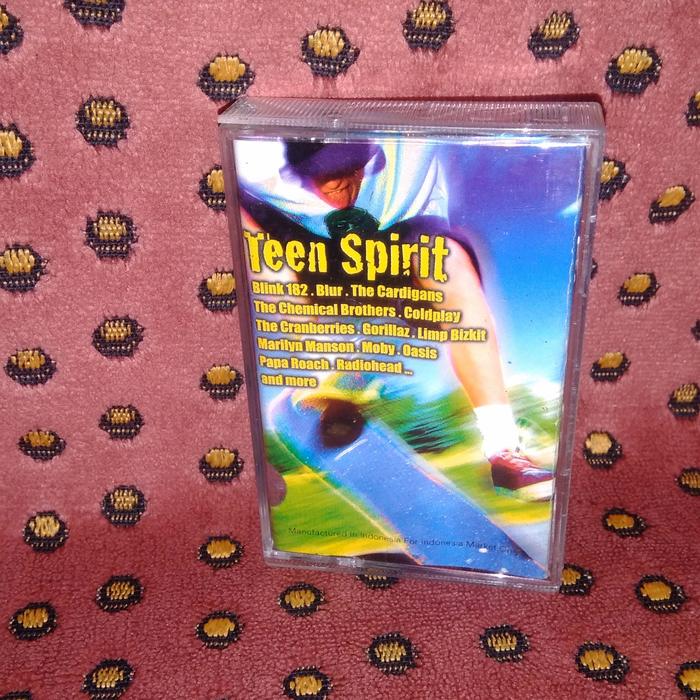 Teen Spirit
Blink 182 . Blur . The Cardigans
The Chemical Brothers . Coldplay
The Cranberries . Gorillaz . Limp Bizkit
Marilyn Manson . Moby . Oasis
Papa Roach . Radiohead ...
and more
Manufactured In Indonesia For Indonesia Market Only